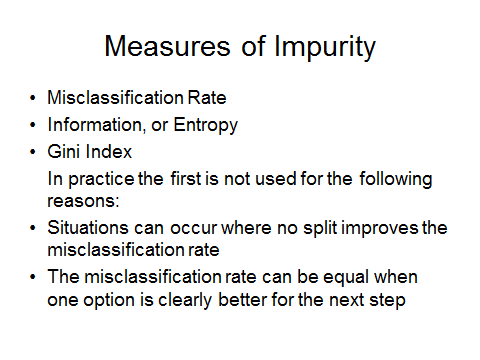 Measures of Impurity
• Misclassification Rate
• Information, or Entropy
• Gini Index
In practice the first is not used for the following
reasons:
• Situations can occur where no split improves the
misclassification rate
• The misclassification rate can be equal when
one option is clearly better for the next step